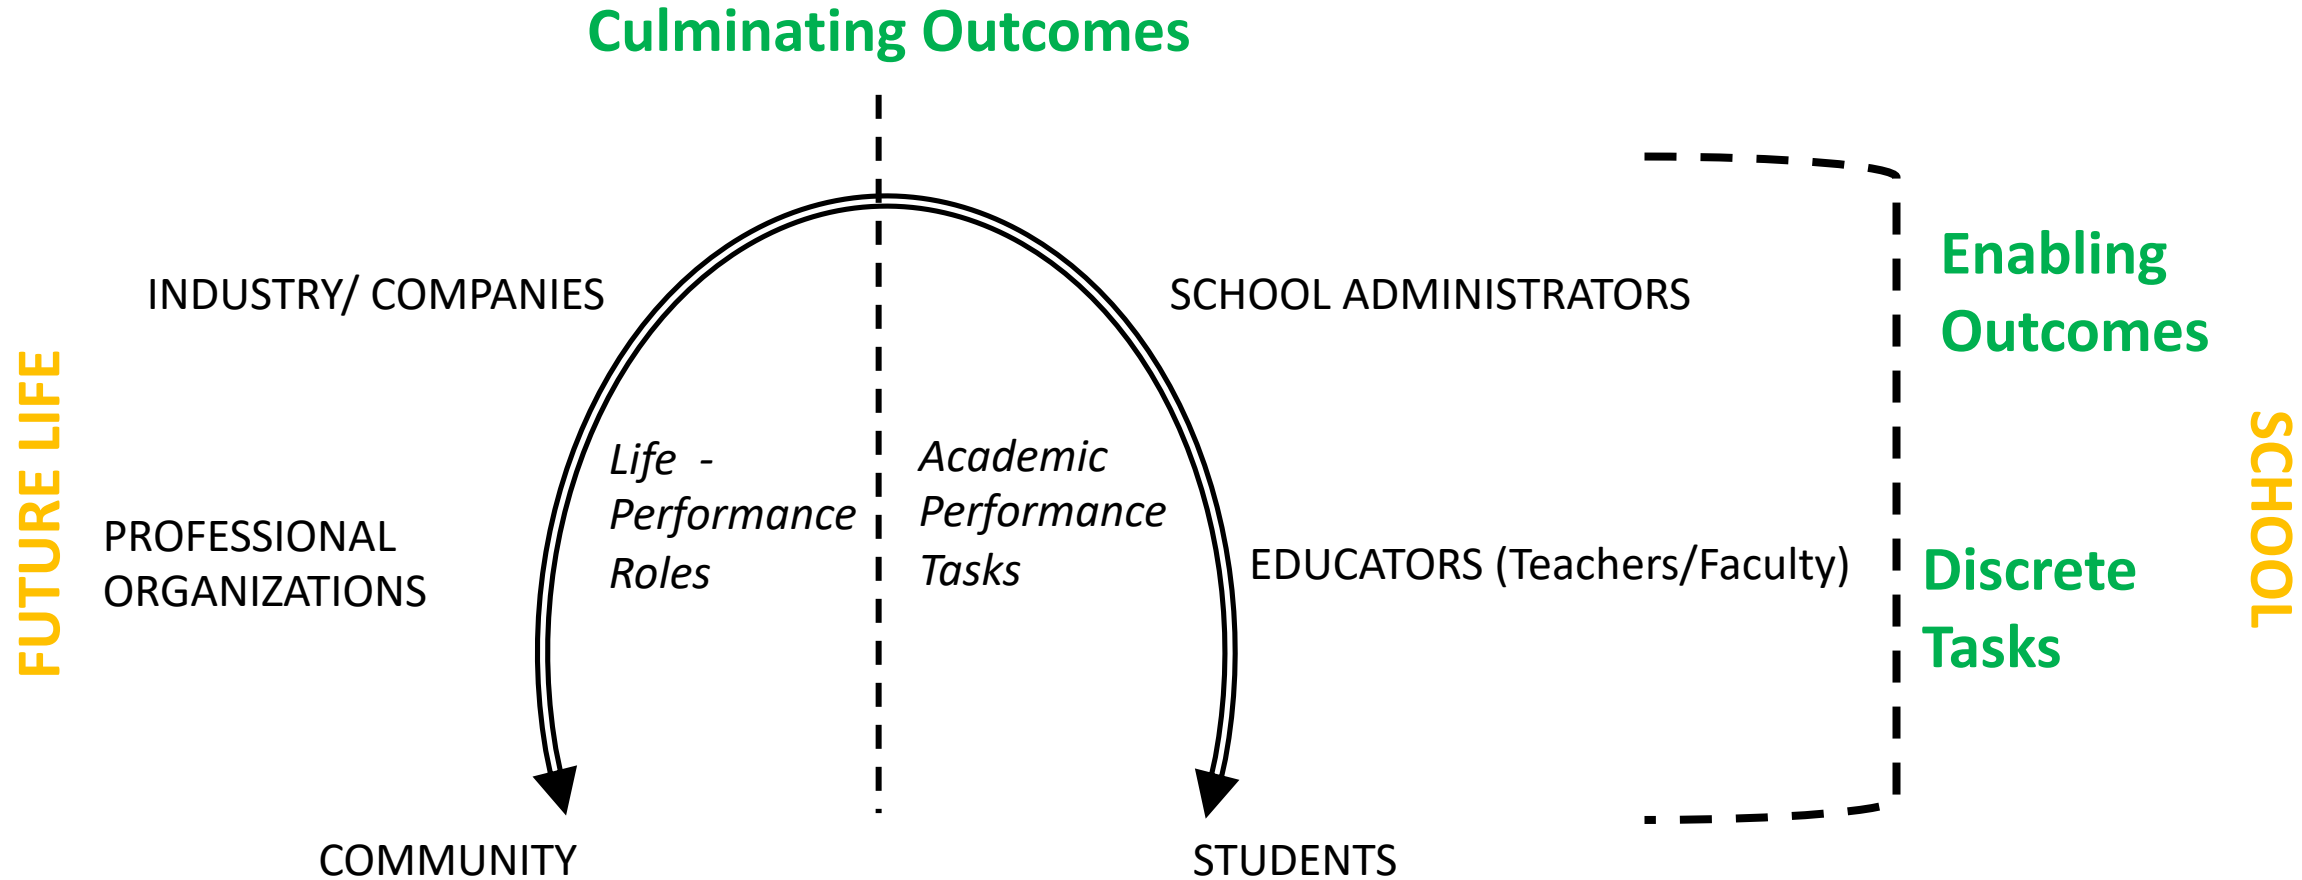 Culminating Outcomes
INDUSTRY/ COMPANIES
SCHOOL ADMINISTRATORS
Enabling
Outcomes
FUTURE LIFE
Life -
Performance
Roles
Academic
Performance
Tasks
SCHOOL
PROFESSIONAL
ORGANIZATIONS
EDUCATORS (Teachers/Faculty)
Discrete
Tasks
COMMUNITY
STUDENTS